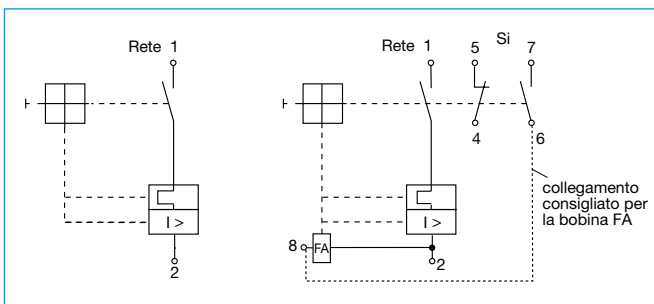 Rete 1
I >
2
Rete 1
5
Si
7
4
6
I >
8
FA
2
collegamento
consigliato per
la bobina FA